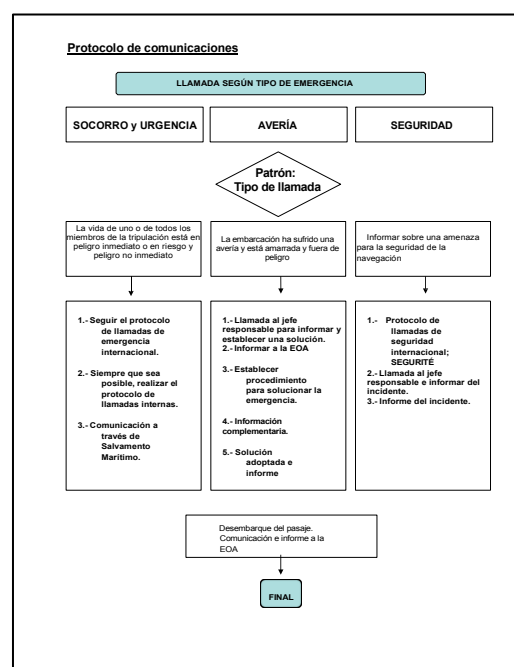 Protocolo de comunicaciones
LLAMADA SEGÚN TIPO DE EMERGENCIA
SOCORRO y URGENCIA
AVERÍA
SEGURIDAD
Patrón:
Tipo de llamada
La vida de uno o de todos los
miembros de la tripulación está en
peligro inmediato o en riesgo y
peligro no inmediato
La embarcación ha sufrido una
avería y está amarrada y fuera de
peligro
Informar sobre una amenaza
para la seguridad de la
navegación
1.- Seguir el protocolo
de llamadas de
emergencia
internacional.
2.- Siempre que sea
posible, realizar el
protocolo de
llamadas internas.
3.- Comunicación a
través de
Salvamento
Marítimo.
1.- Llamada al jefe
responsable para informar y
establecer una solución.
2.- Informar a la EOA
3.- Establecer
procedimiento
para solucionar la
emergencia.
4.- Información
complementaria.
5.- Solución
adoptada e
informe
1.- Protocolo de
llamadas de
seguridad
internacional;
SEGURITÉ
2.- Llamada al jefe
responsable e informar del
incidente.
3.- Informe del incidente.
Desembarque del pasaje.
Comunicación e informe a la
EOA
FINAL